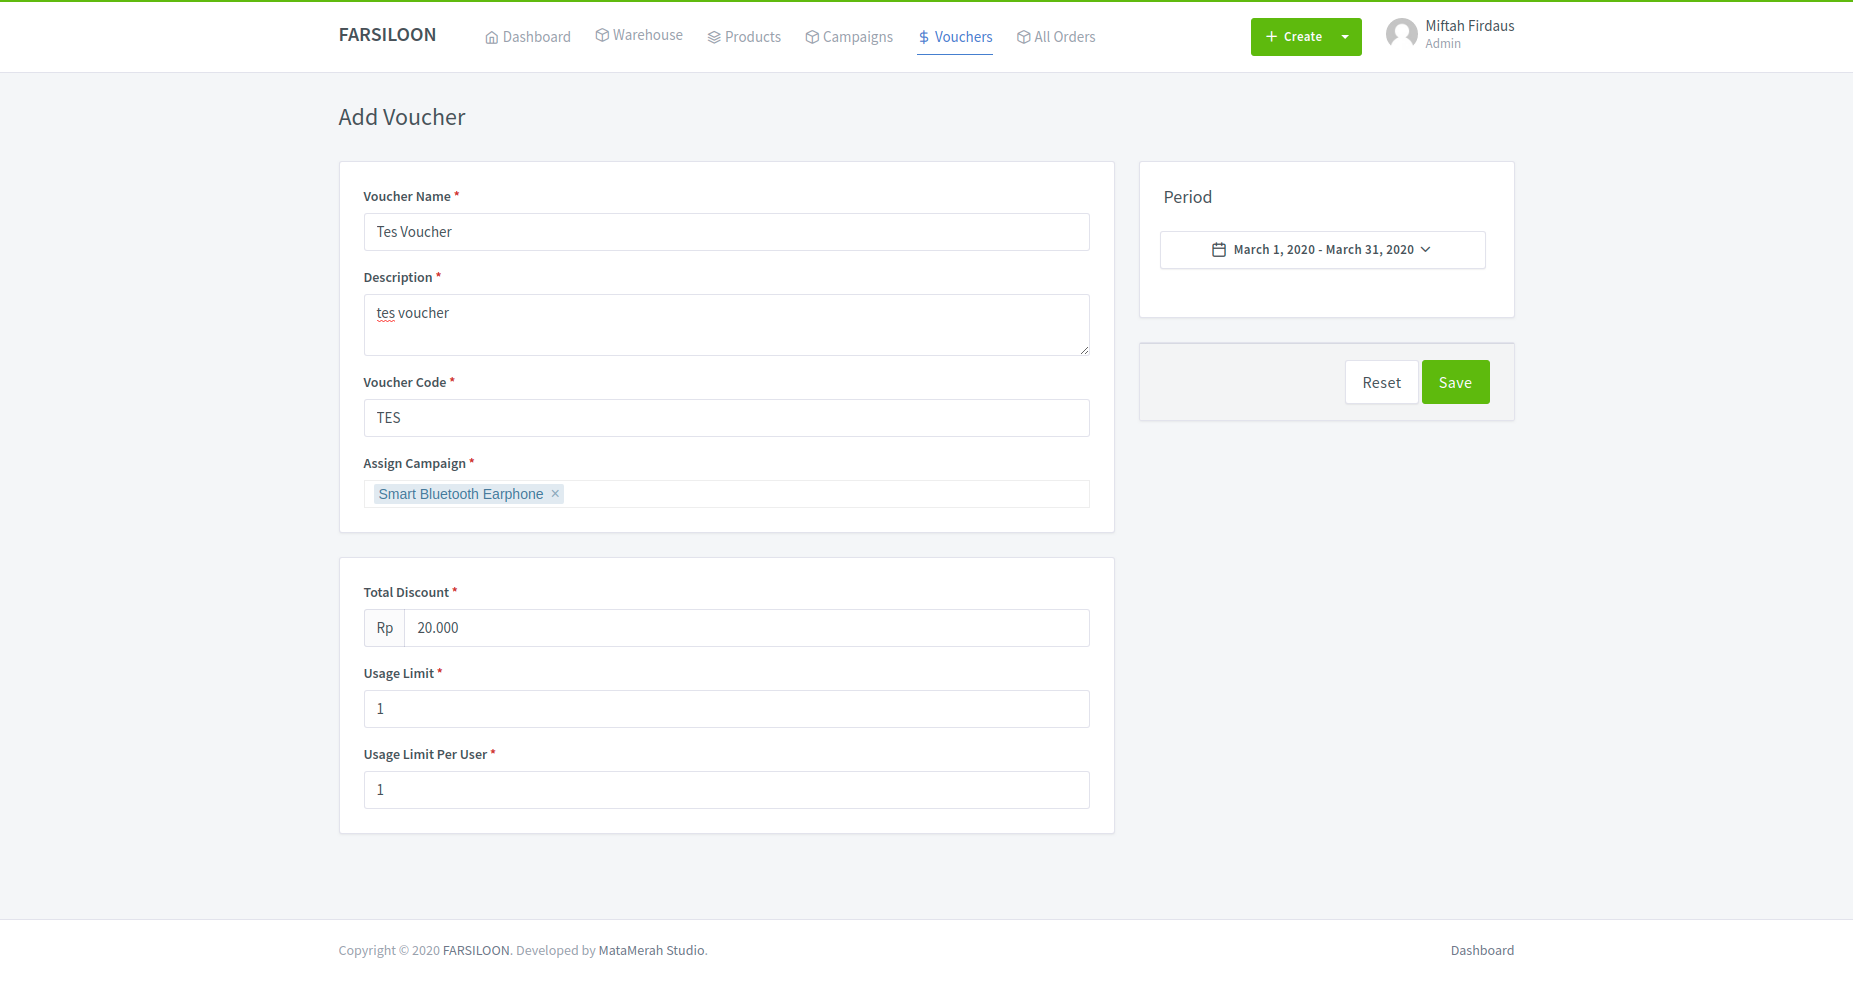 FARSILOON
Dashboard
Warehouse
Products
Campaigns
Vouchers
All Orders
Create
Miftah Firdaus
Admin
Add Voucher
Voucher Name *
Tes Voucher
Description *
tes voucher
Voucher Code *
TES
Assign Campaign *
Smart Bluetooth Earphone ×
Period
March 1, 2020 - March 31, 2020
Reset
Save
Total Discount *
Rp 20.000
Usage Limit *
1
Usage Limit Per User *
1
Copyright © 2020 FARSILOON. Developed by MataMerah Studio.
Dashboard